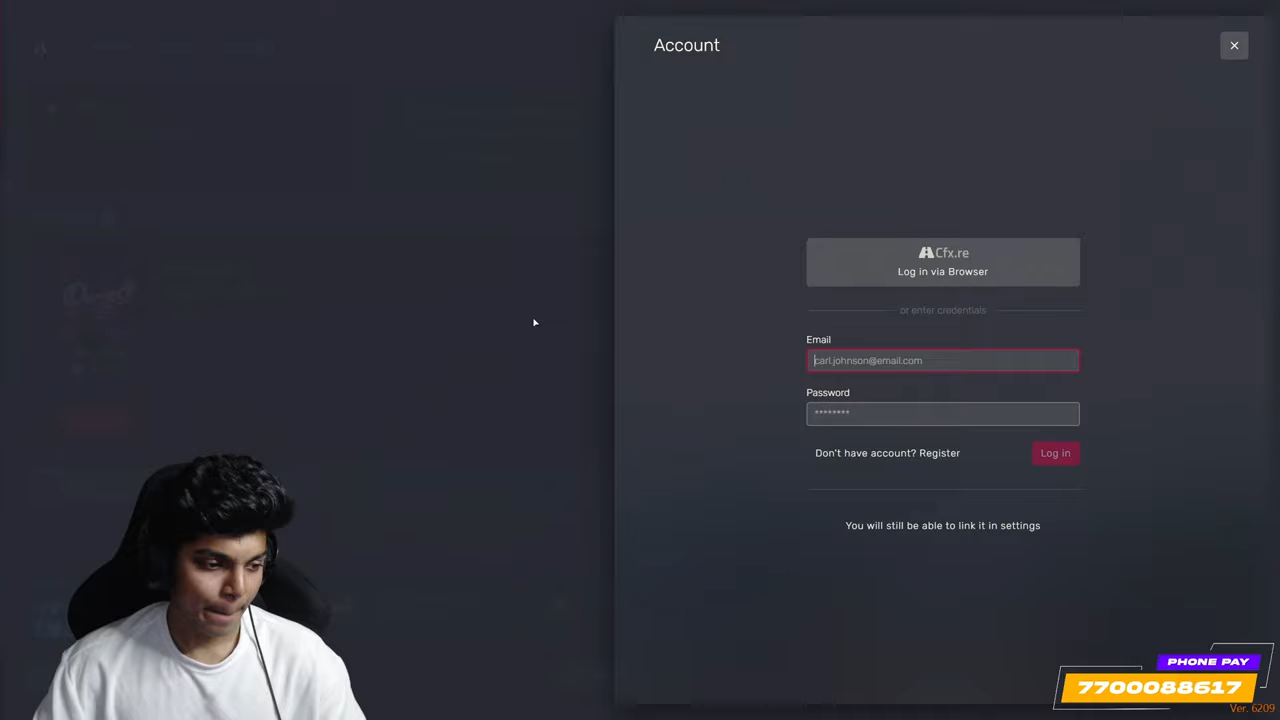 Account
Cfx.re
Log in via Browser
or enter credentials
Email
carl.johnson@email.com
Password
********
Don't have account? Register
Log in
You will still be able to link it in settings
PHONE PAY
7700088617
Ver. 6209